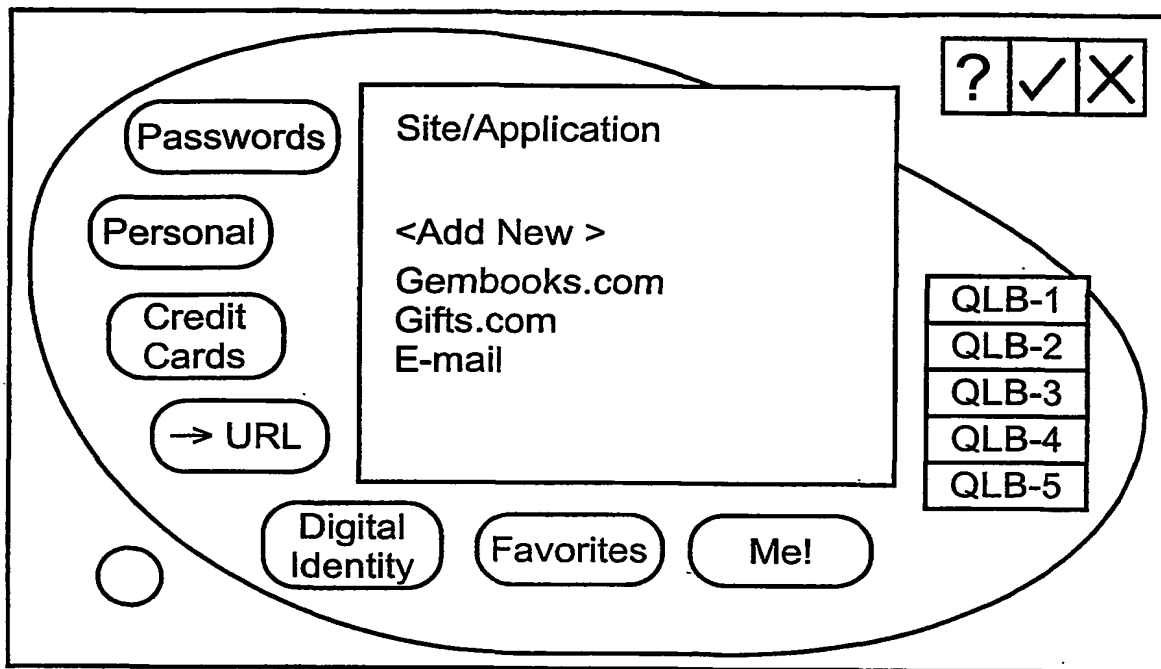 ?
Passwords
Personal
Credit
Cards
→ URL
Digital
Identity
Favorites
Me!
Site/Application
<Add New >
Gembooks.com
Gifts.com
E-mail
QLB-1
QLB-2
QLB-3
QLB-4
QLB-5